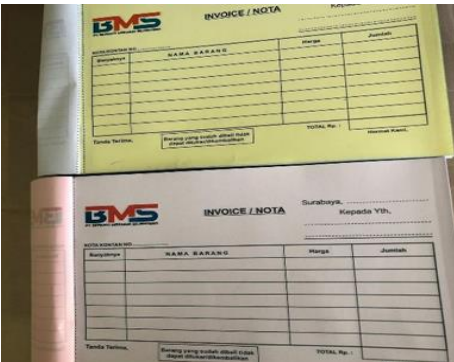 BMS
INVOICE / NOTA
NOTA KONTAN NO.
Banyaknya NAMA BARANG Harga Jumlah
Tanda Terima, Barang yang sudah dibeli tidak TOTAL Rp. : Hormat Kami,
dapat ditukar/dikembalikan
BMS
INVOICE / NOTA
Surabaya,
Kepada Yth,
NOTA KONTAN NO
Banyaknya NAMA BARANG Harga Jumlah
Tanda Terima, Barang yang sudah dibeli tidak TOTAL Rp. :
dapat ditukar/dikembalikan